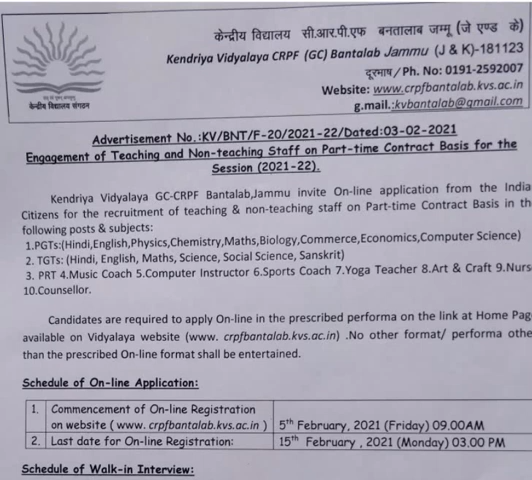 केन्द्रीय विद्यालय सी.आर.पी.एफ बनतालाब जम्मू (जे एण्ड के)
Kendriya Vidyalaya CRPF (GC) Bantalab Jammu (J & K)-181123
दूरभाष/Ph. No: 0191-2592007
Website: www.crpfbantalab.kvs.ac.in
g.mail.:kvbantalab@gmail.com
केन्द्रीय विद्यालय संगठन
Advertisement No.:KV/BNT/F-20/2021-22/Dated:03-02-2021
Engagement of Teaching and Non-teaching Staff on Part-time Contract Basis for the
Session (2021-22).
Kendriya Vidyalaya GC-CRPF Bantalab,Jammu invite On-line application from the India
Citizens for the recruitment of teaching & non-teaching staff on Part-time Contract Basis in th
following posts & subjects:
1.PGTs:(Hindi,English,Physics,Chemistry,Maths,Biology,Commerce,Economics,Computer Science)
2. TGTs: (Hindi, English, Maths, Science, Social Science, Sanskrit)
3. PRT 4.Music Coach 5.Computer Instructor 6.Sports Coach 7.Yoga Teacher 8.Art & Craft 9.Nurs
10.Counsellor.
Candidates are required to apply On-line in the prescribed performa on the link at Home Pag
available on Vidyalaya website (www. crpfbantalab.kvs.ac.in) .No other format/ performa othe
than the prescribed On-line format shall be entertained.
Schedule of On-line Application:
1. Commencement of On-line Registration
on website ( www. crpfbantalab.kvs.ac.in ) 5th February, 2021 (Friday) 09.00AM
2. Last date for On-line Registration: 15th February , 2021 (Monday) 03.00 PM
Schedule of Walk-in Interview: